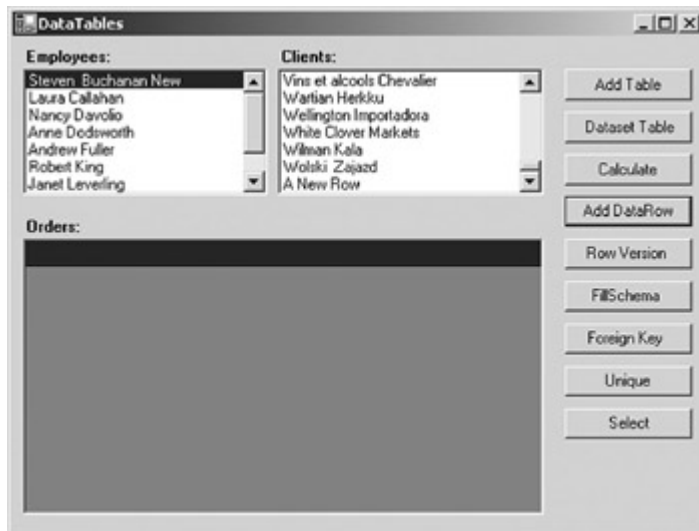 DataTables
Employees:
Steven Buchanan New
Laura Callahan
Nancy Davolio
Anne Dodsworth
Andrew Fuller
Robert King
Janet Leverling
Clients:
Vins et alcools Chevalier
Wartian Herkku
Wellington Importadora
White Clover Markets
Wilman Kala
Wolski Zajazd
A New Row
Add Table
Dataset Table
Calculate
Add DataRow
Row Version
FillSchema
Foreign Key
Unique
Select
Orders: